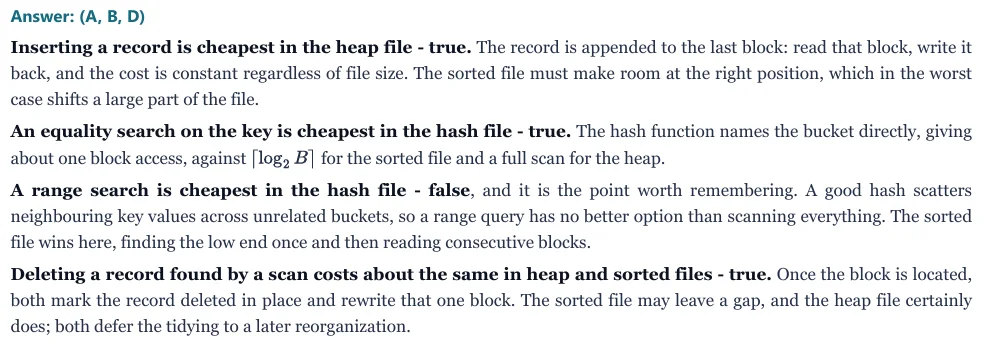 Answer: (A, B, D)
Inserting a record is cheapest in the heap file - true. The record is appended to the last block: read that block, write it
back, and the cost is constant regardless of file size. The sorted file must make room at the right position, which in the worst
case shifts a large part of the file.
An equality search on the key is cheapest in the hash file - true. The hash function names the bucket directly, giving
about one block access, against ⌈log₂ B⌉ for the sorted file and a full scan for the heap.
A range search is cheapest in the hash file - false, and it is the point worth remembering. A good hash scatters
neighbouring key values across unrelated buckets, so a range query has no better option than scanning everything. The sorted
file wins here, finding the low end once and then reading consecutive blocks.
Deleting a record found by a scan costs about the same in heap and sorted files - true. Once the block is located,
both mark the record deleted in place and rewrite that one block. The sorted file may leave a gap, and the heap file certainly
does; both defer the tidying to a later reorganization.